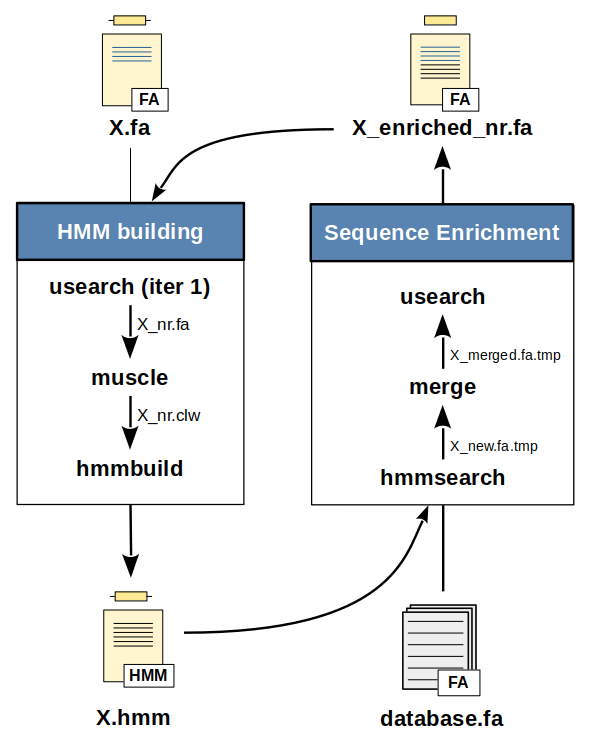 FA
X.fa
FA
X_enriched_nr.fa
HMM building
usearch (iter 1)
X_nr.fa
muscle
X_nr.clw
hmmbuild
Sequence Enrichment
usearch
X_merged.fa.tmp
merge
X_new.fa.tmp
hmmsearch
HMM
X.hmm
FA
database.fa